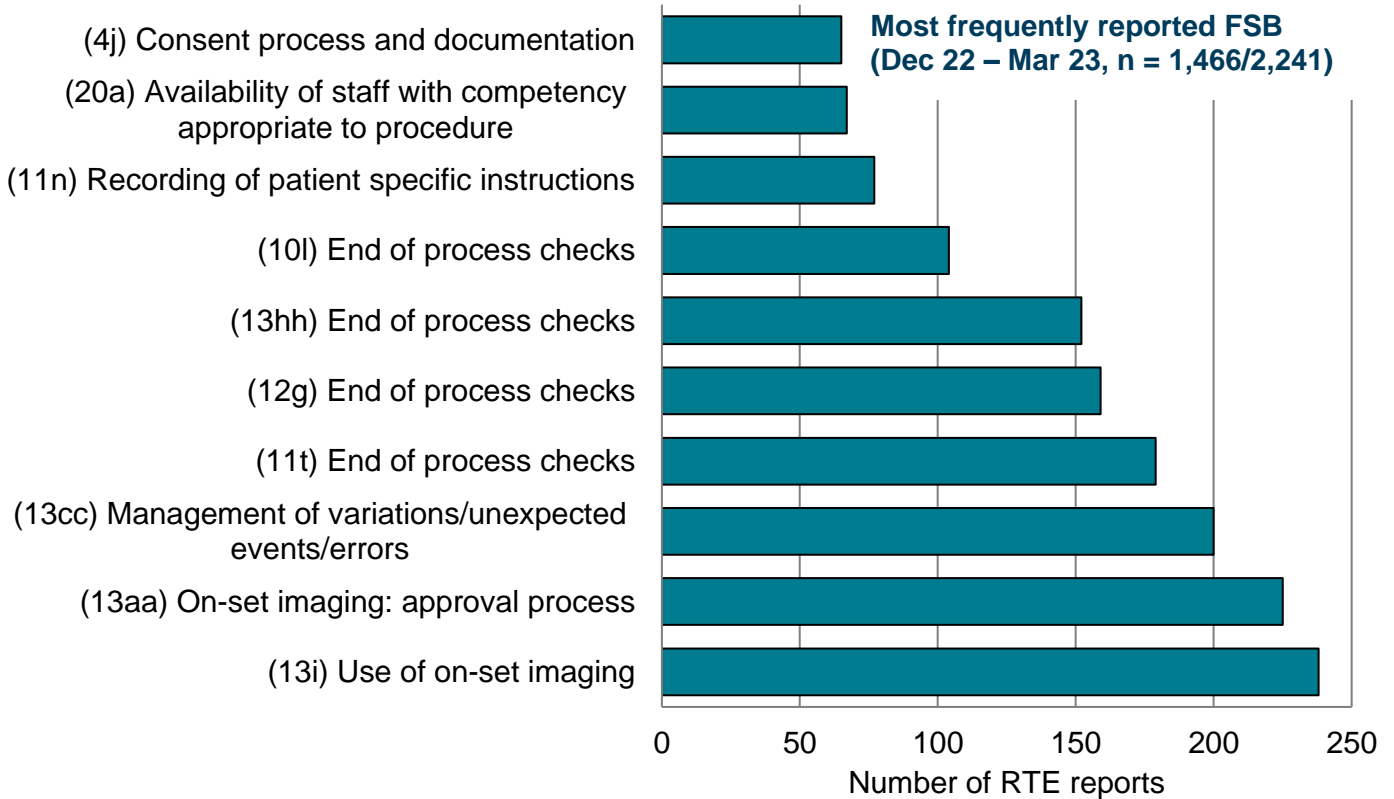 Most frequently reported FSB
(Dec 22 – Mar 23, n = 1,466/2,241)
(4j) Consent process and documentation
(20a) Availability of staff with competency
appropriate to procedure
(11n) Recording of patient specific instructions
(10l) End of process checks
(13hh) End of process checks
(12g) End of process checks
(11t) End of process checks
(13cc) Management of variations/unexpected
events/errors
(13aa) On-set imaging: approval process
(13i) Use of on-set imaging
0 50 100 150 200 250
Number of RTE reports